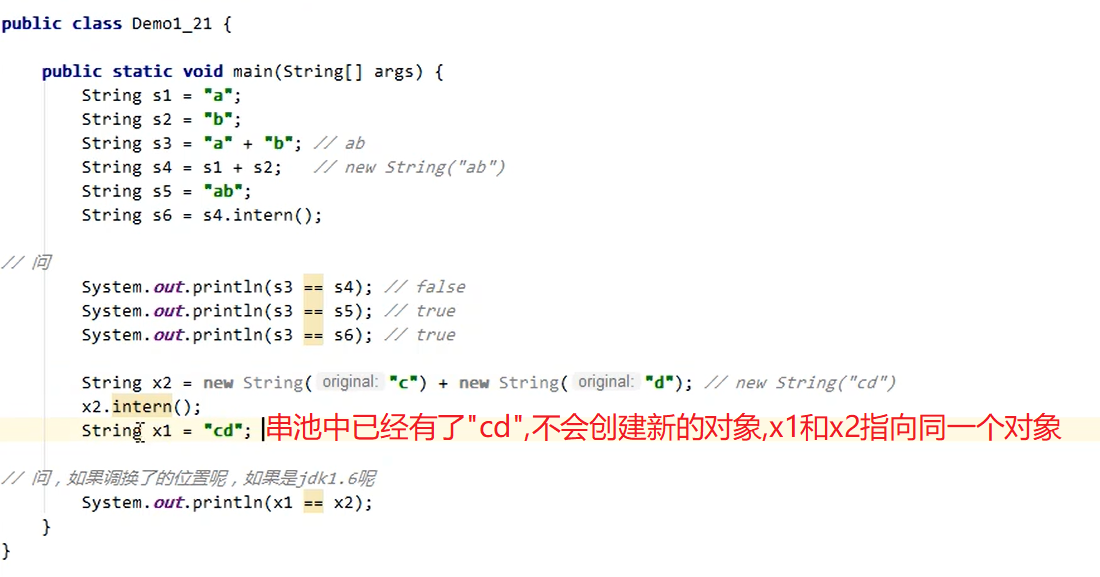 public class Demo1_21 {
public static void main(String[] args) {
String s1 = "a";
String s2 = "b";
String s3 = "a" + "b"; // ab
String s4 = s1 + s2; // new String("ab")
String s5 = "ab";
String s6 = s4.intern();
// 问
System.out.println(s3 == s4); // false
System.out.println(s3 == s5); // true
System.out.println(s3 == s6); // true
String x2 = new String( original: "c") + new String( original: "d"); // new String("cd")
x2.intern();
String x1 = "cd"; 串池中已经有了"cd",不会创建新的对象,x1和x2指向同一个对象
// 问，如果调换了的位置呢，如果是jdk1.6呢
System.out.println(x1 == x2);
}
}